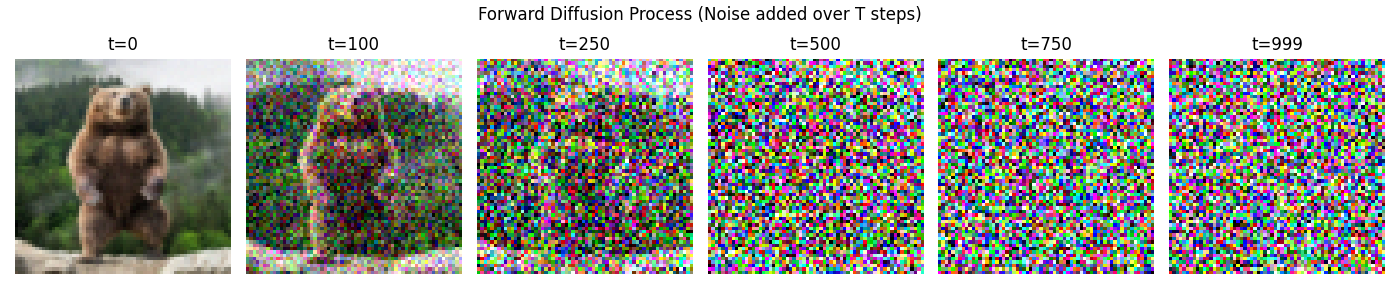 Forward Diffusion Process (Noise added over T steps)
t=0 t=100 t=250 t=500 t=750 t=999